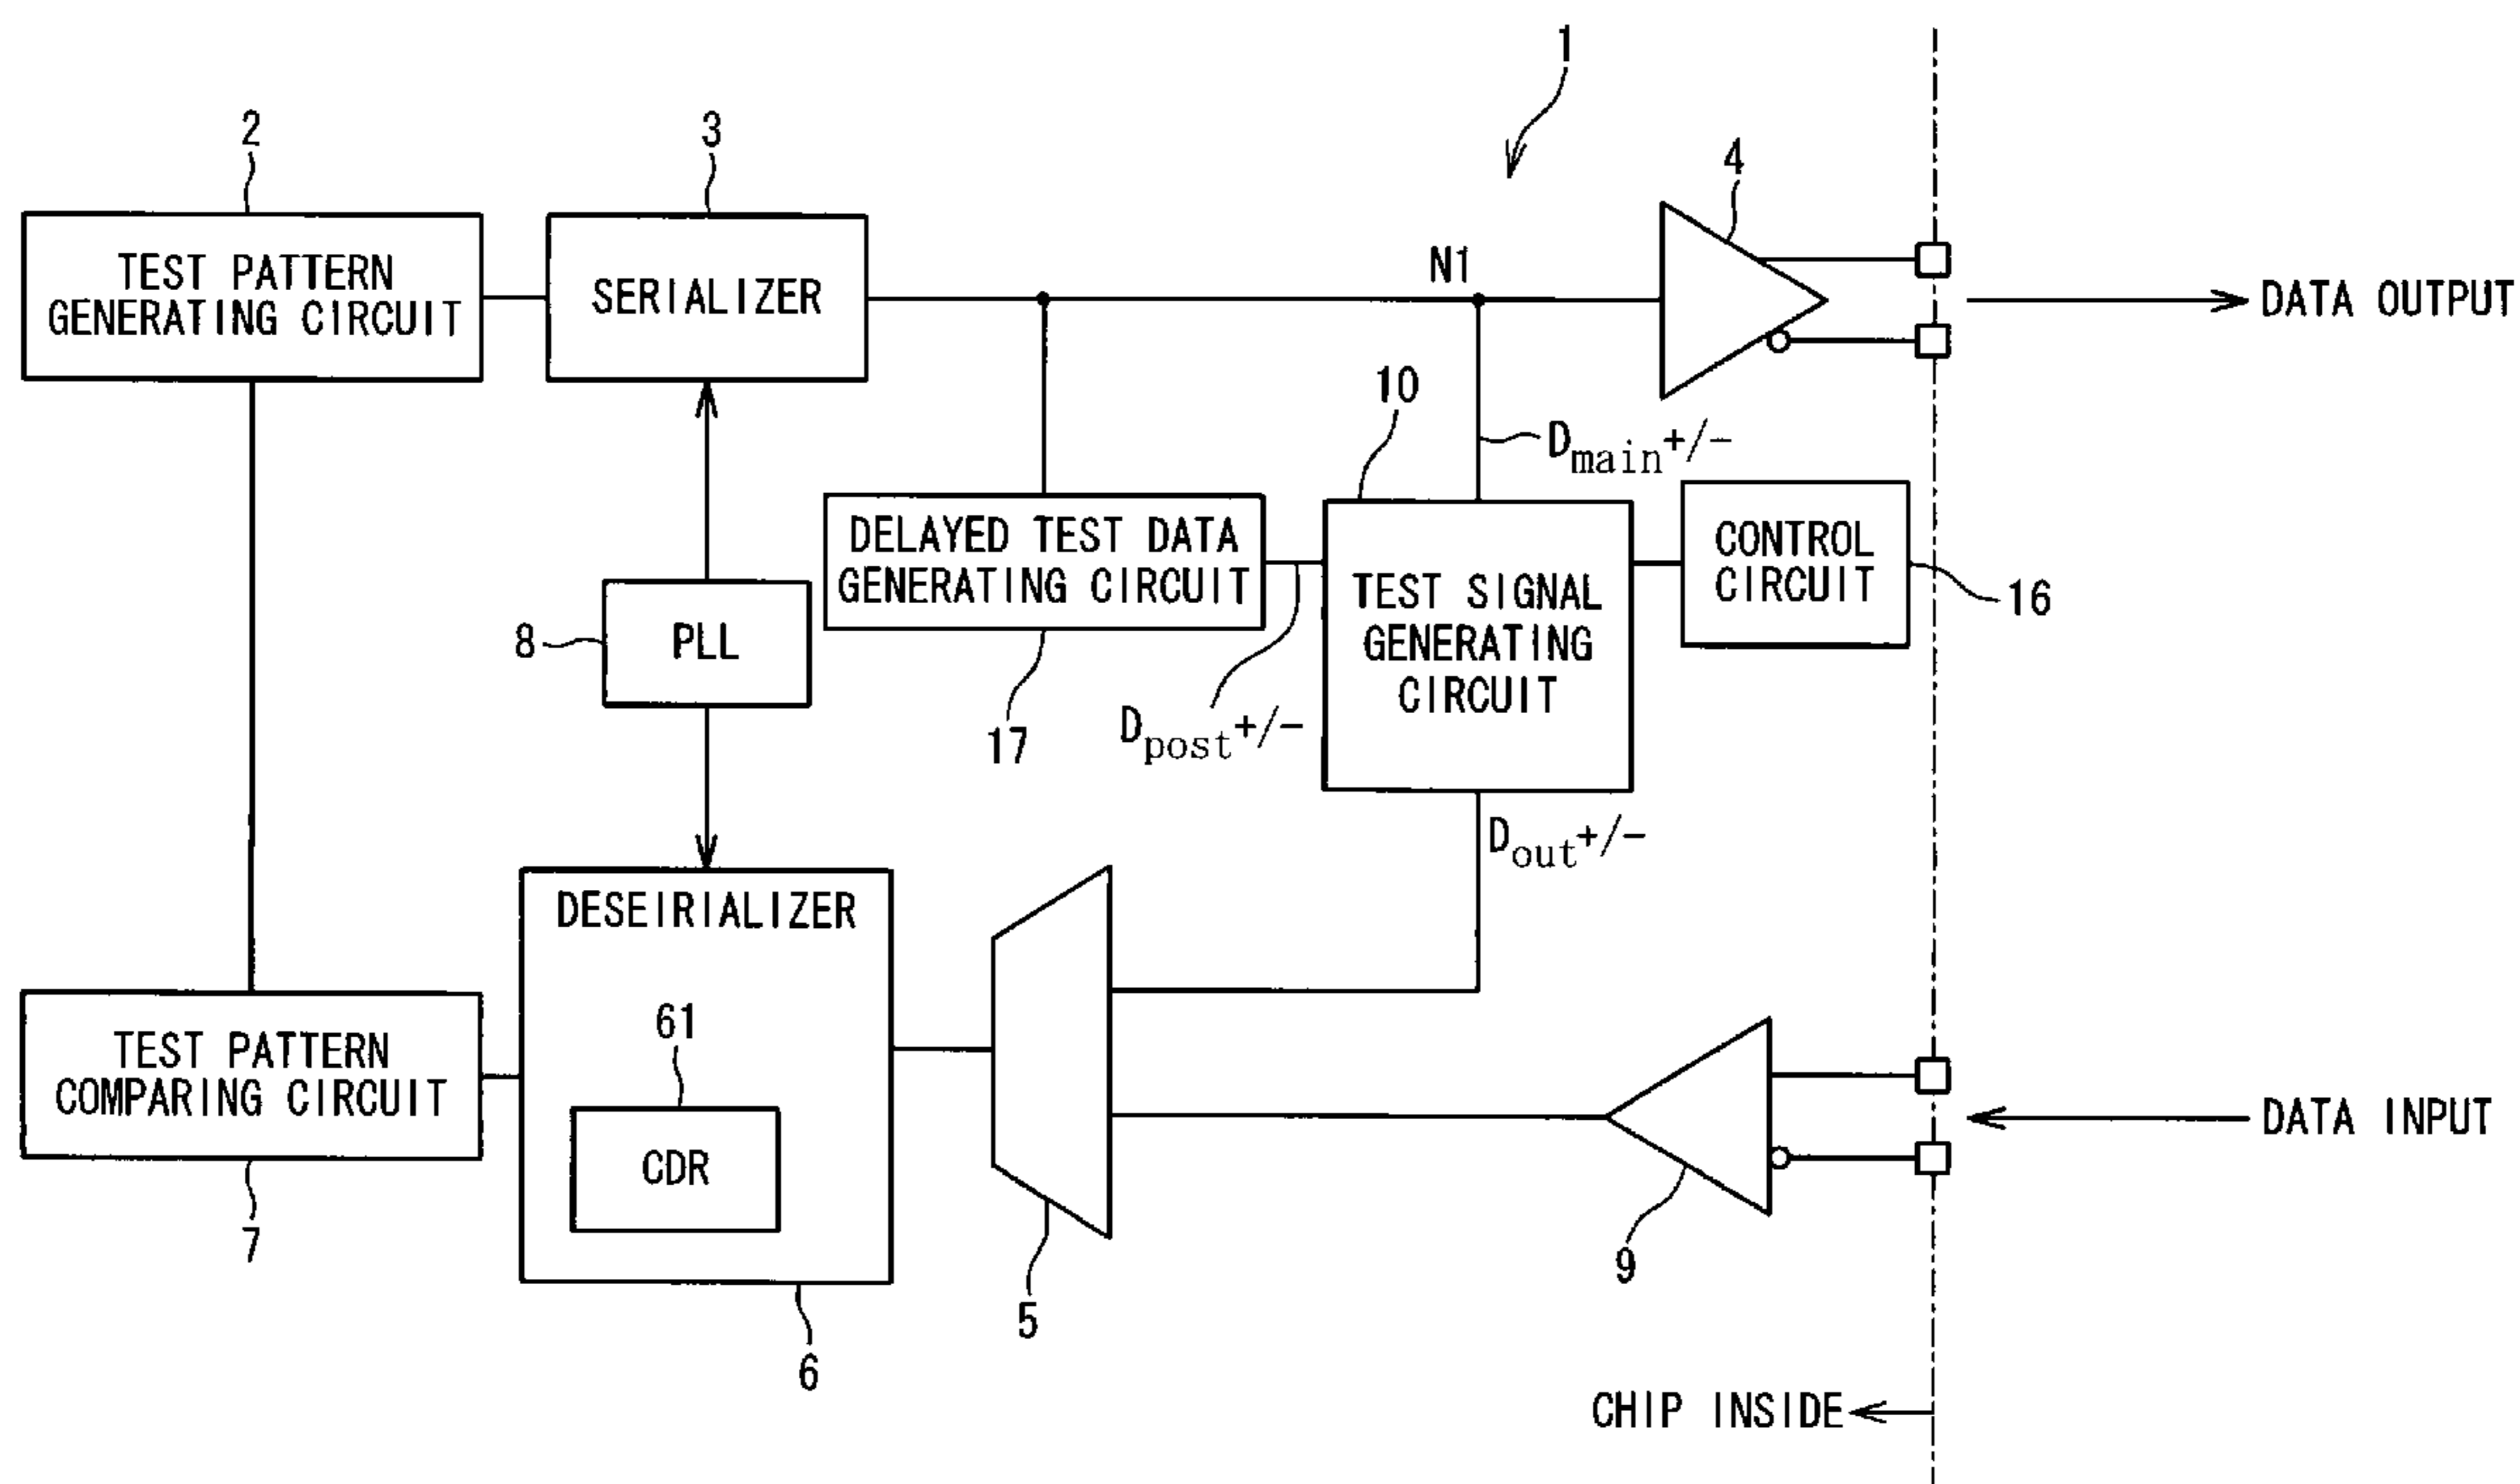 1
2
3
4
TEST PATTERN
GENERATING CIRCUIT
SERIALIZER
N1
DATA OUTPUT
10
Dmain+/-
DELAYED TEST DATA
GENERATING CIRCUIT
TEST SIGNAL
GENERATING
CIRCUIT
CONTROL
CIRCUIT
16
8
PLL
17
Dpost+/-
Dout+/-
DESEIRIALIZER
61
CDR
TEST PATTERN
COMPARING CIRCUIT
DATA INPUT
7
9
5
6
CHIP INSIDE